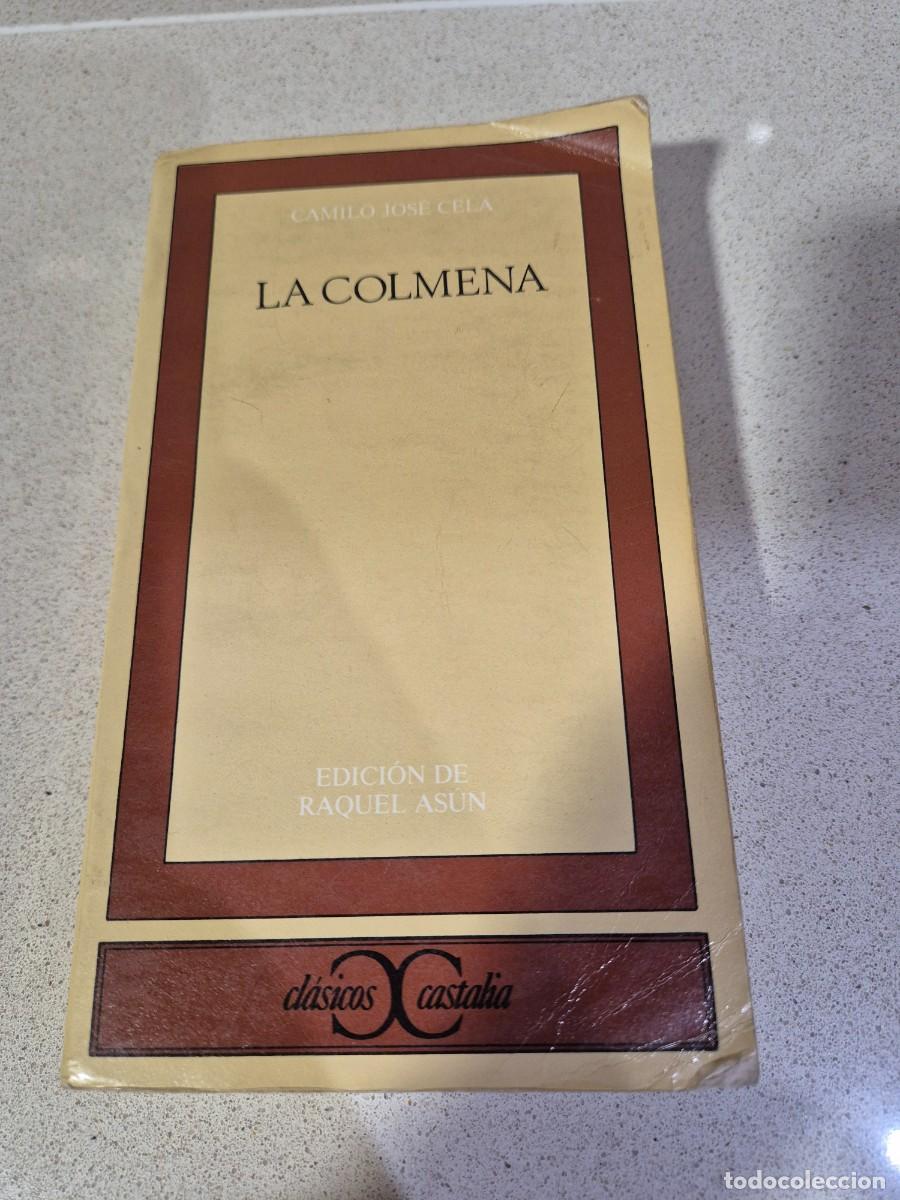 CAMILO JOSÉ CELA
LA COLMENA
EDICIÓN DE
RAQUEL ASÚN
clásicos castalia
todocoleccion